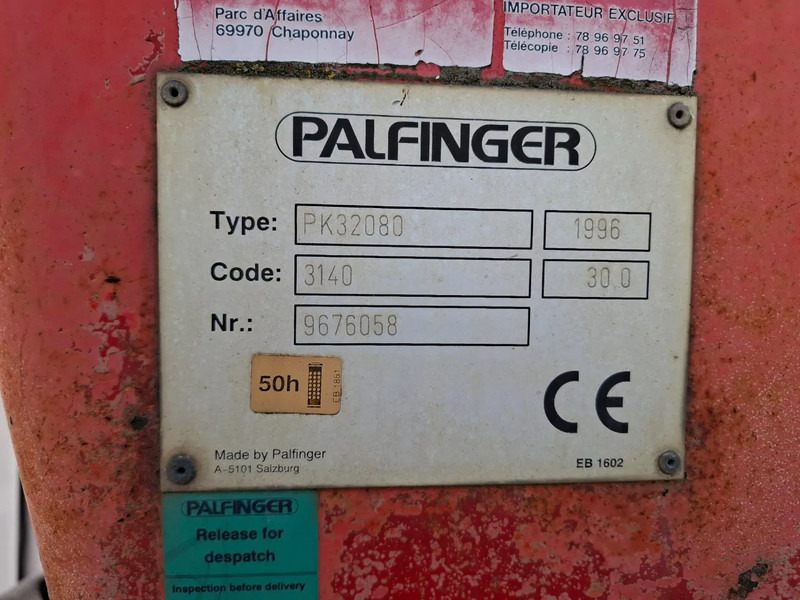 Parc d'Affaires
69970 Chaponnay
IMPORTATEUR EXCLUSIF
Téléphone : 78 96 97 51
Télécopie : 78 96 97 75
PALFINGER
Type: PK32080 1996
Code: 3140 30.0
Nr.: 9676058
50h
EB 1861
CE
Made by Palfinger
A-5101 Salzburg
EB 1602
PALFINGER
Release for
despatch
Inspection before delivery